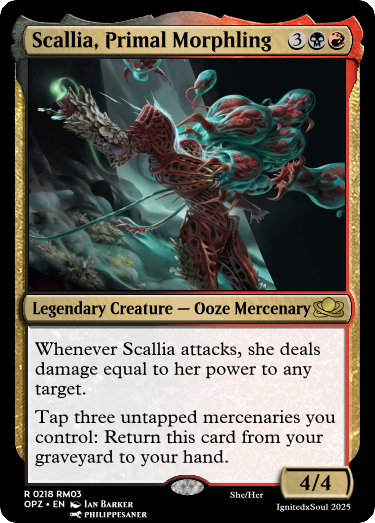 Scallia, Primal Morphling 3
Legendary Creature — Ooze Mercenary
Whenever Scallia attacks, she deals
damage equal to her power to any
target.
Tap three untapped mercenaries you
control: Return this card from your
graveyard to your hand.
4/4
R 0218 RM03
OPZ • EN Ian Barker
philippesaner
She/Her
IgnitedxSoul 2025